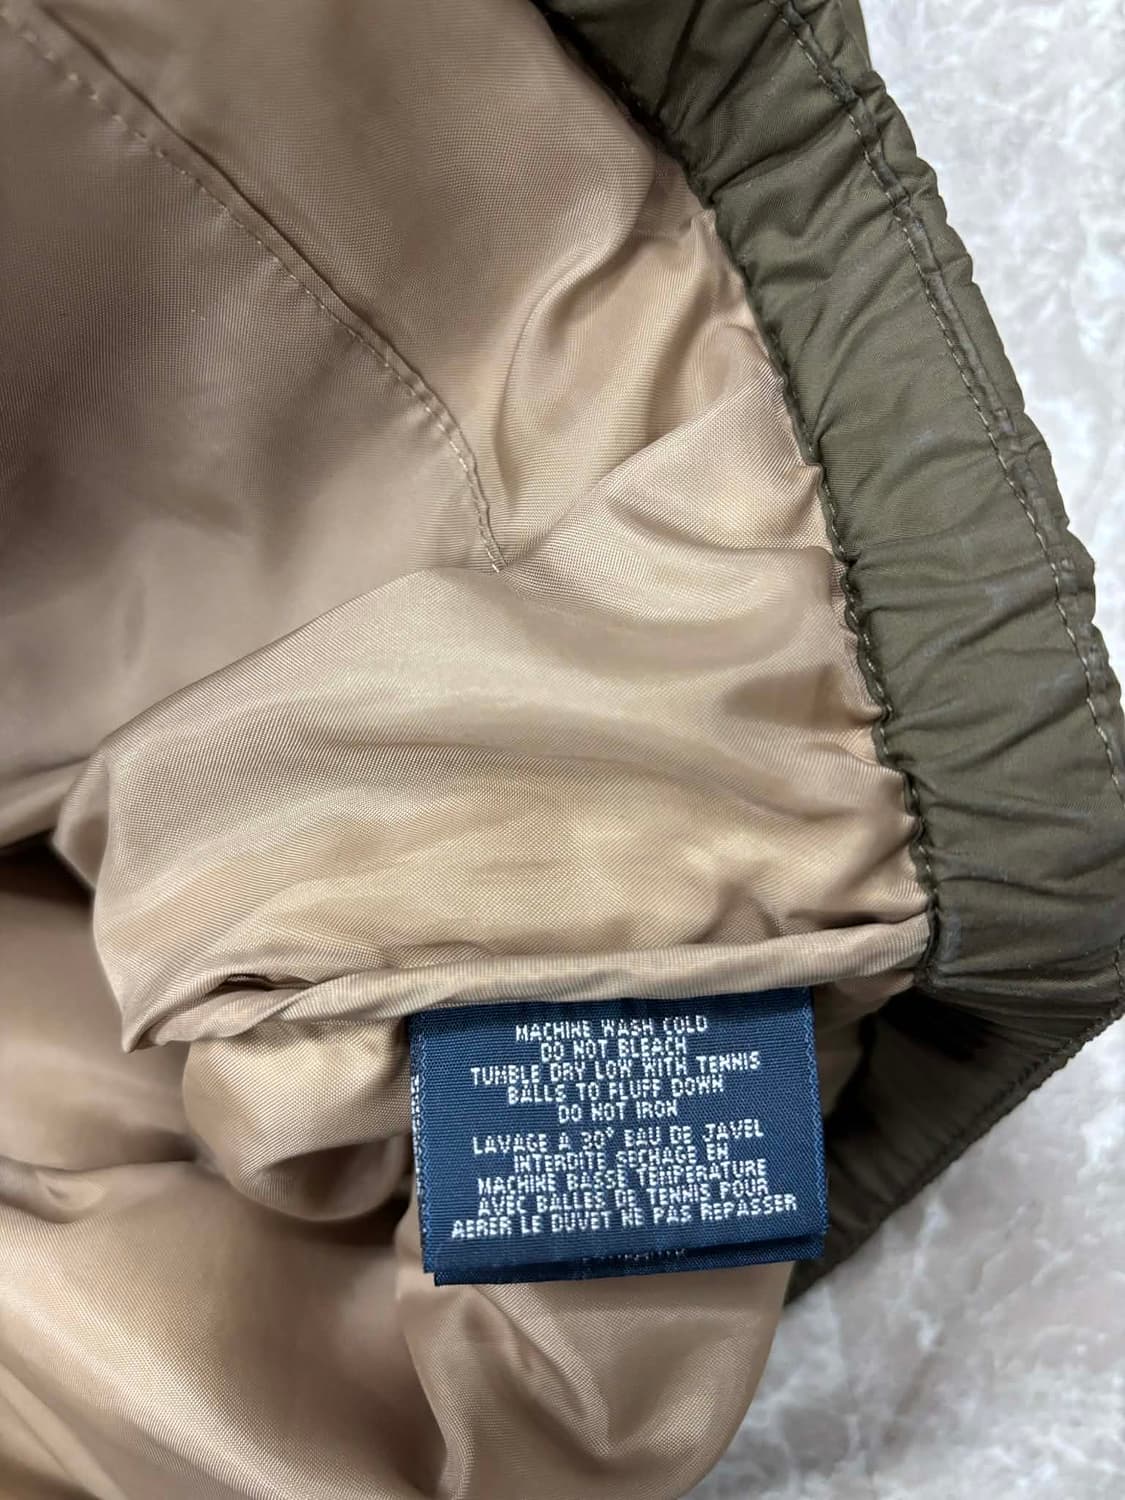 MACHINE WASH COLD
DO NOT BLEACH
TUMBLE DRY LOW WITH TENNIS
BALLS TO FLUFF DOWN
DO NOT IRON
LAVAGE A 30° EAU DE JAVEL
INTERDITE SECHAGE EN
MACHINE BASSE TEMPERATURE
AVEC BALLES DE TENNIS POUR
AERER LE DUVET NE PAS REPASSER